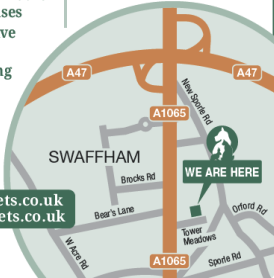 ses
ve
ng
A47
A47
New Sporle Rd
A1065
SWAFFHAM
WE ARE HERE
Brocks Rd
ets.co.uk
ets.co.uk
Bear's Lane
Orford Rd
Tower
Meadows
W Acre Rd
A1065
Sporle Rd